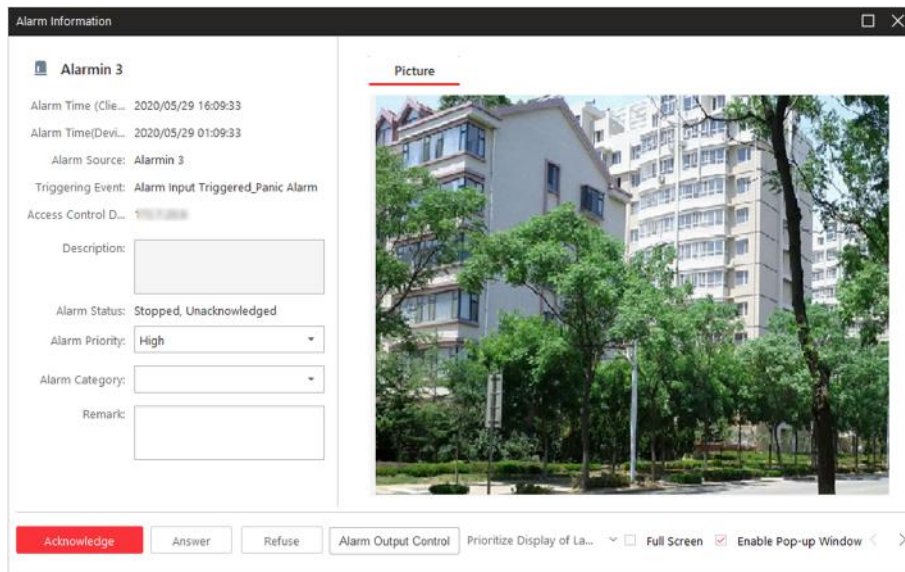 Alarm Information
Alarmin 3
Alarm Time (Clie... 2020/05/29 16:09:33
Alarm Time(Devi... 2020/05/29 01:09:33
Alarm Source: Alarmin 3
Triggering Event: Alarm Input Triggered_Panic Alarm
Access Control D...
Description:
Alarm Status: Stopped, Unacknowledged
Alarm Priority: High
Alarm Category:
Remark:
Picture
Acknowledge Answer Refuse Alarm Output Control Prioritize Display of La... Full Screen Enable Pop-up Window